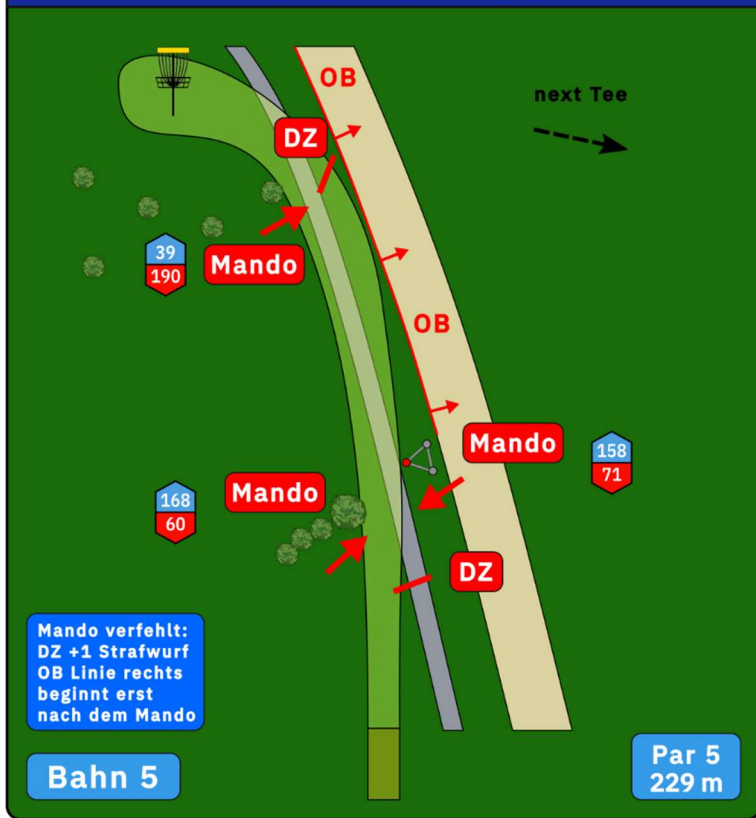 OB
next Tee
DZ
Mando
39
190
OB
Mando
158
71
Mando
168
60
DZ
Mando verfehlt:
DZ +1 Strafwurf
OB Linie rechts
beginnt erst
nach dem Mando
Bahn 5
Par 5
229 m